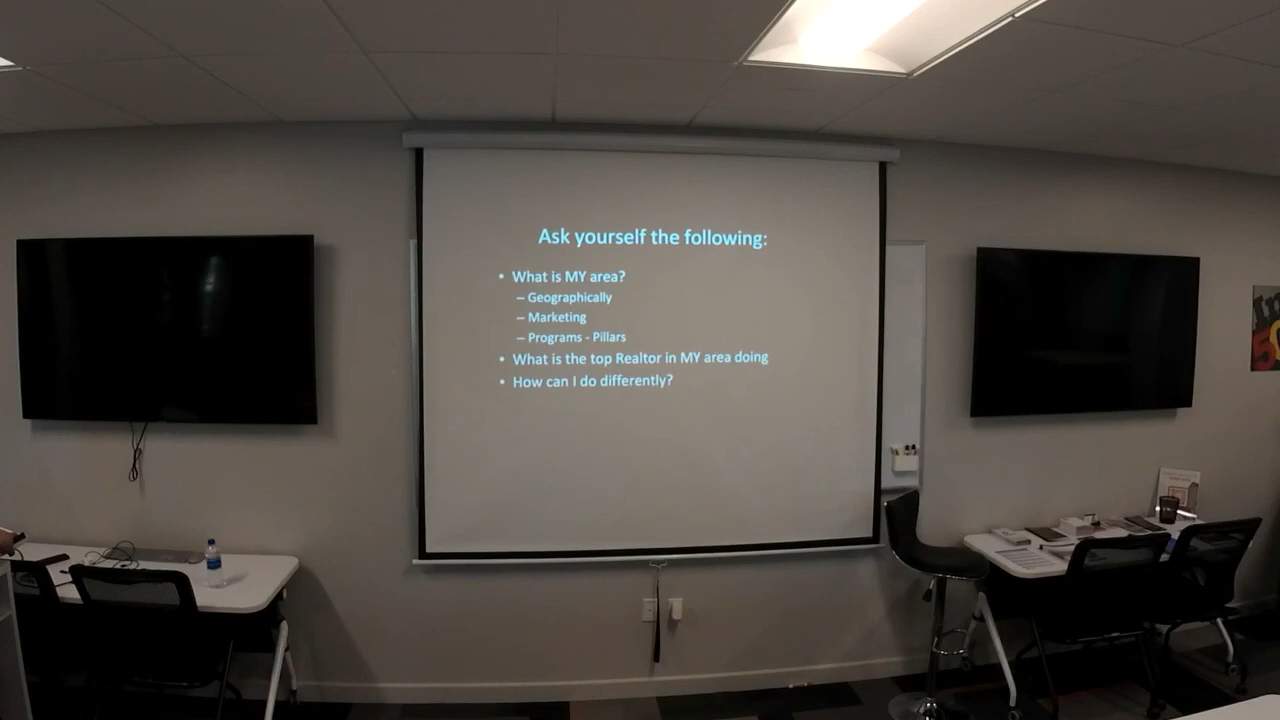 Ask yourself the following:
• What is MY area?
– Geographically
– Marketing
– Programs - Pillars
• What is the top Realtor in MY area doing
• How can I do differently?